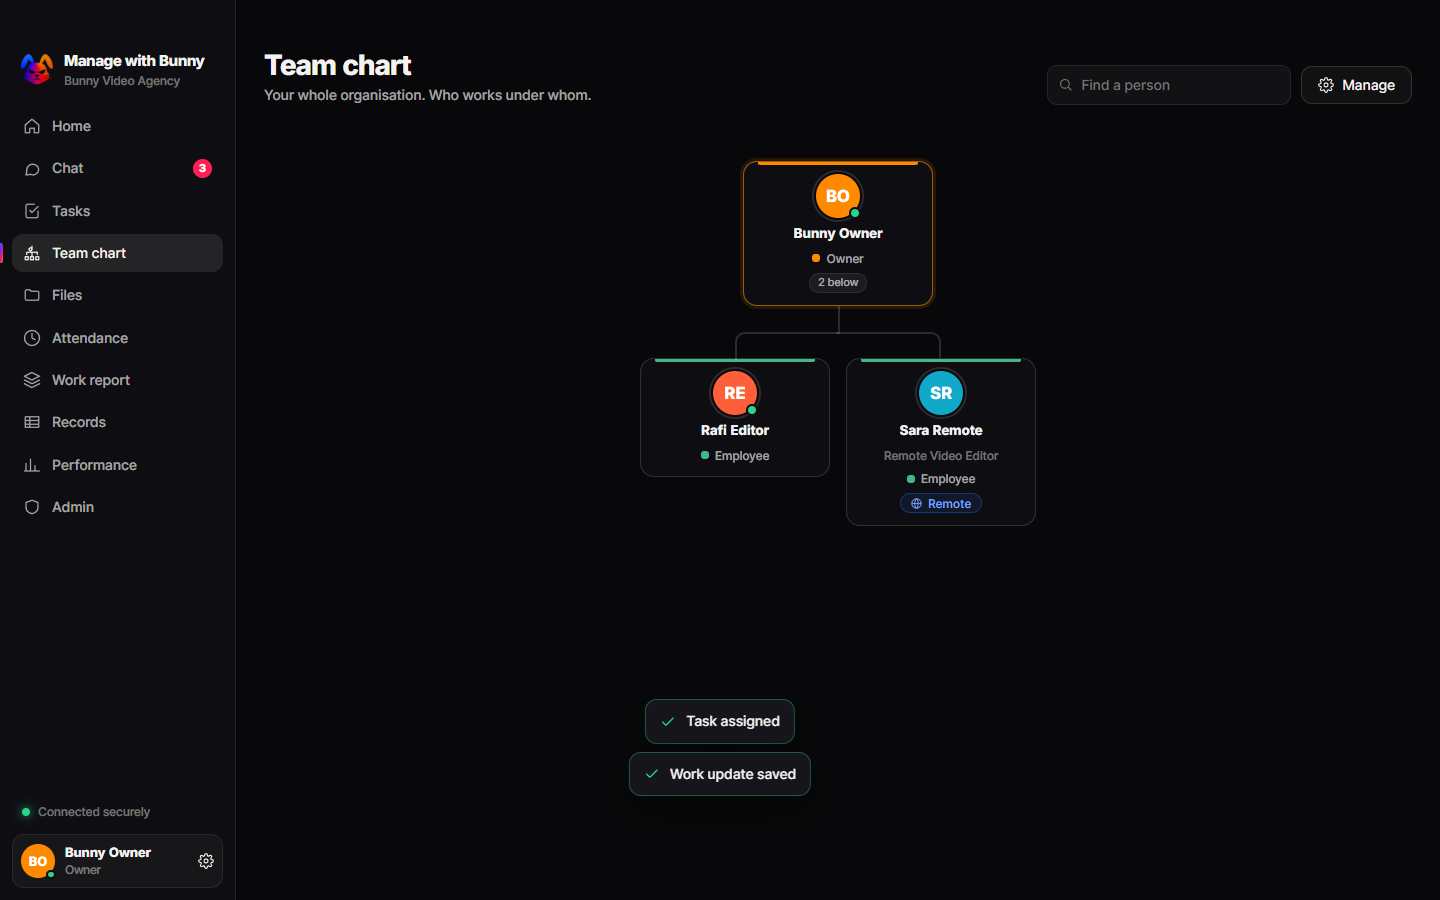 Manage with Bunny
Bunny Video Agency
Home
Chat
3
Tasks
Team chart
Files
Attendance
Work report
Records
Performance
Admin
Connected securely
BO
Bunny Owner
Owner
Team chart
Your whole organisation. Who works under whom.
Find a person
Manage
BO
Bunny Owner
Owner
2 below
RE
Rafi Editor
Employee
SR
Sara Remote
Remote Video Editor
Employee
Remote
Task assigned
Work update saved